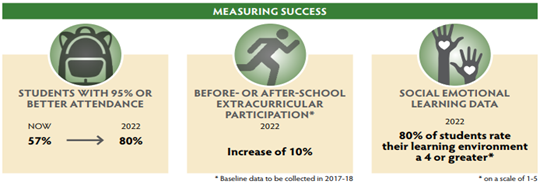 MEASURING SUCCESS
STUDENTS WITH 95% OR
BETTER ATTENDANCE
NOW 2022
57% → 80%
BEFORE- OR AFTER-SCHOOL
EXTRACURRICULAR
PARTICIPATION*
2022
Increase of 10%
* Baseline data to be collected in 2017-18
SOCIAL EMOTIONAL
LEARNING DATA
2022
80% of students rate
their learning environment
a 4 or greater*
* on a scale of 1-5